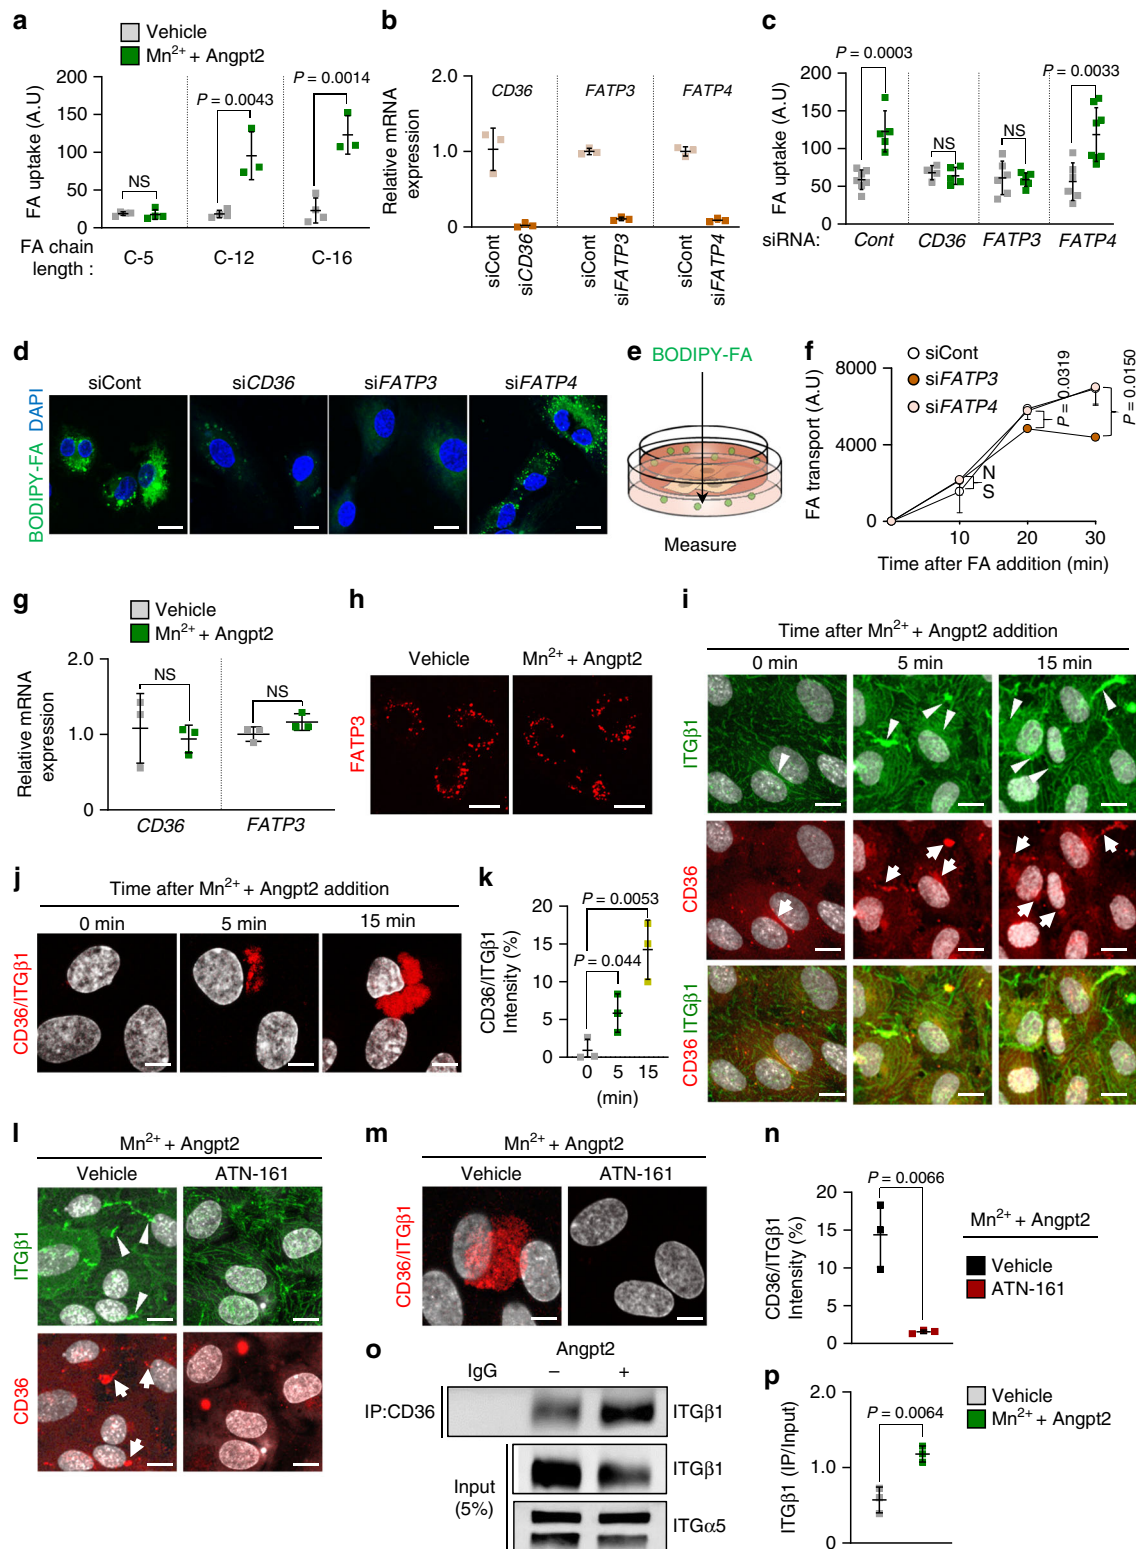 a
Vehicle
Mn2+ + Angpt2
FA uptake (A.U)
200
150
100
50
0
NS
P = 0.0043
P = 0.0014
FA chain length :
C-5
C-12
C-16
b
Relative mRNA expression
2.0
1.0
0
CD36
FATP3
FATP4
siCont
siCD36
siCont
siFATP3
siCont
siFATP4
c
FA uptake (A.U)
200
150
100
50
0
P = 0.0003
NS
NS
P = 0.0033
siRNA:
Cont
CD36
FATP3
FATP4
d
BODIPY-FA DAPI
siCont
siCD36
siFATP3
siFATP4
e
BODIPY-FA
Measure
f
FA transport (A.U)
8000
4000
0
siCont
siFATP3
siFATP4
N
S
P = 0.0319
P = 0.0150
10
20
30
Time after FA addition (min)
g
Vehicle
Mn2+ + Angpt2
Relative mRNA expression
2.0
1.0
0
NS
NS
CD36
FATP3
h
Vehicle
Mn2+ + Angpt2
FATP3
i
Time after Mn2+ + Angpt2 addition
0 min
5 min
15 min
ITGβ1
CD36
CD36 ITGβ1
j
Time after Mn2+ + Angpt2 addition
0 min
5 min
15 min
CD36/ITGβ1
k
CD36/ITGβ1 Intensity (%)
20
15
10
5
0
P = 0.0053
P = 0.044
0
5
15
(min)
l
Mn2+ + Angpt2
Vehicle
ATN-161
ITGβ1
CD36
m
Mn2+ + Angpt2
Vehicle
ATN-161
CD36/ITGβ1
n
CD36/ITGβ1 Intensity (%)
20
15
10
5
0
P = 0.0066
Mn2+ + Angpt2
Vehicle
ATN-161
o
Angpt2
IgG
–
+
IP:CD36
ITGβ1
Input (5%)
ITGβ1
ITGα5
p
ITGβ1 (IP/Input)
2.0
1.0
0
P = 0.0064
Vehicle
Mn2+ + Angpt2